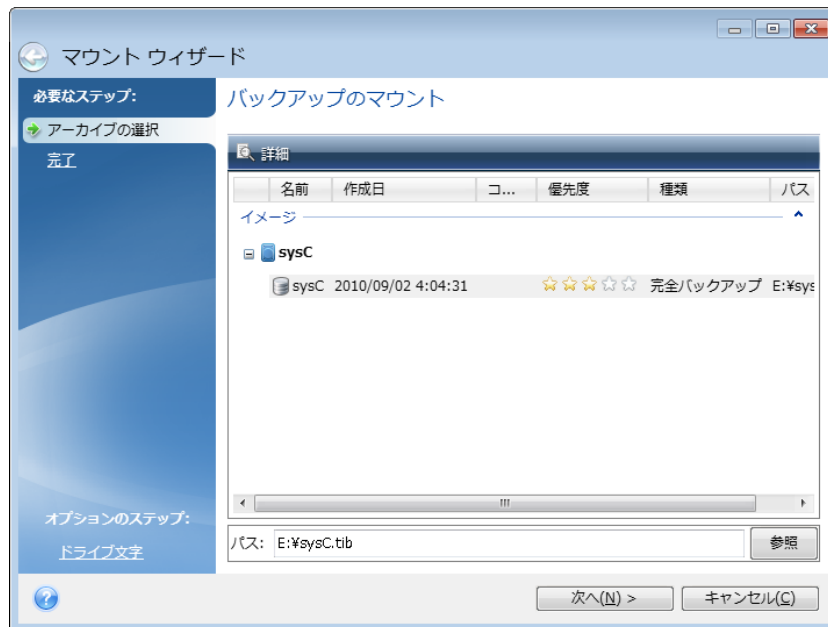 マウント ウィザード
必要なステップ:
アーカイブの選択
完了
オプションのステップ:
ドライブ文字
バックアップのマウント
詳細
名前 作成日 コ... 優先度 種類 パス
イメージ
sysC
sysC 2010/09/02 4:04:31 完全バックアップ E:¥sys
パス: E:¥sysC.tib 参照
次へ(N) > キャンセル(C)